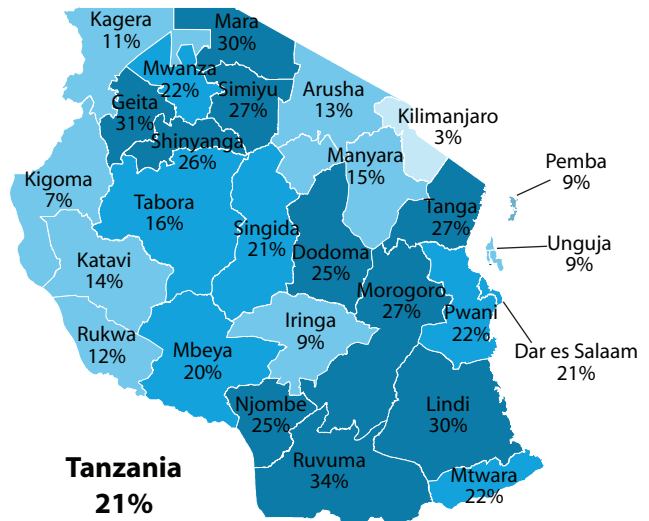 Kagera
11%
Mara
30%
Mwanza
22%
Simiyu
27%
Arusha
13%
Geita
31%
Kilimanjaro
3%
Shinyanga
26%
Manyara
15%
Pemba
9%
Kigoma
7%
Tabora
16%
Tanga
27%
Singida
21%
Unguja
9%
Dodoma
25%
Katavi
14%
Morogoro
27%
Pwani
22%
Iringa
9%
Rukwa
12%
Mbeya
20%
Dar es Salaam
21%
Njombe
25%
Lindi
30%
Ruvuma
34%
Mtwara
22%
Tanzania
21%